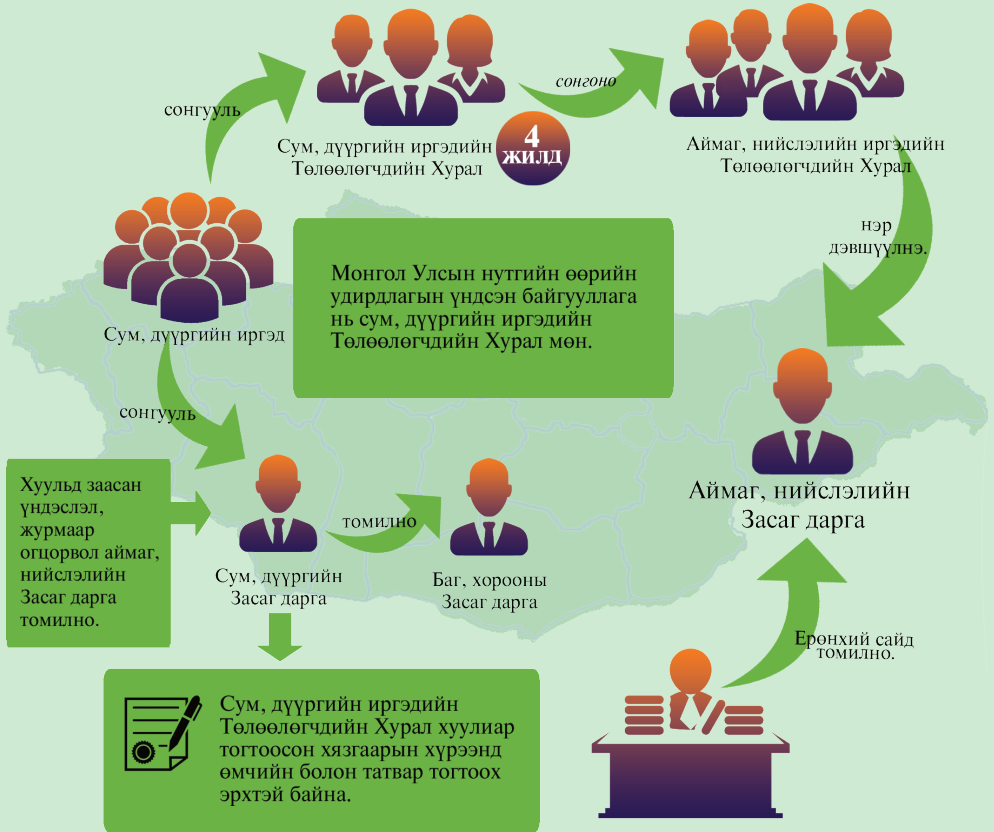 сонгууль
Сум, дүүргийн иргэдийн
Төлөөлөгчдийн Хурал
4
ЖИЛД
сонгоно
Аймаг, нийслэлийн иргэдийн
Төлөөлөгчдийн Хурал
нэр
дэвшүүлнэ.
Сум, дүүргийн иргэд
Монгол Улсын нутгийн өөрийн
удирдлагын үндсэн байгууллага
нь сум, дүүргийн иргэдийн
Төлөөлөгчдийн Хурал мөн.
сонгууль
Хуульд заасан
үндэслэл,
журмаар
огцорвол аймаг,
нийслэлийн
Засаг дарга
томилно.
Сум, дүүргийн
Засаг дарга
томилно
Баг, хорооны
Засаг дарга
Аймаг, нийслэлийн
Засаг дарга
Ерөнхий сайд
томилно.
Сум, дүүргийн иргэдийн
Төлөөлөгчдийн Хурал хуулиар
тогтоосон хязгаарын хүрээнд
өмчийн болон татвар тогтоох
эрхтэй байна.